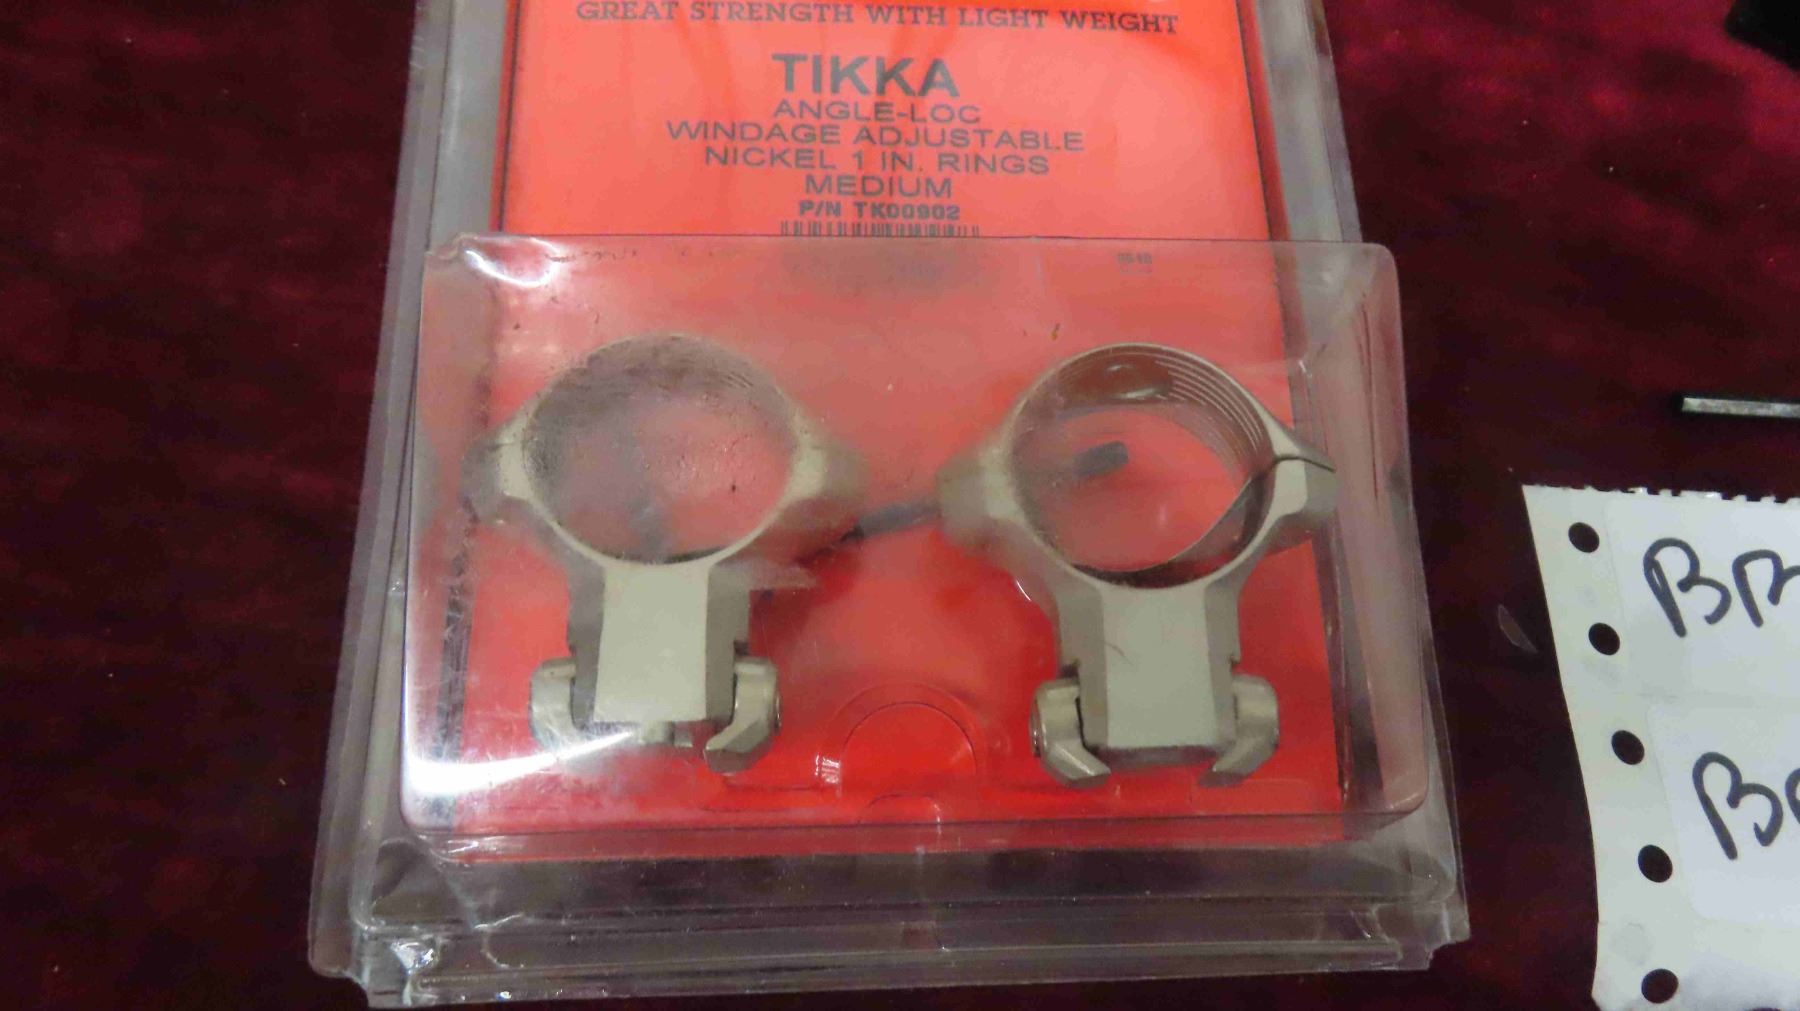 GREAT STRENGTH WITH LIGHT WEIGHT
TIKKA
ANGLE-LOC
WINDAGE ADJUSTABLE
NICKEL 1 IN. RINGS
MEDIUM
P/N TK00902